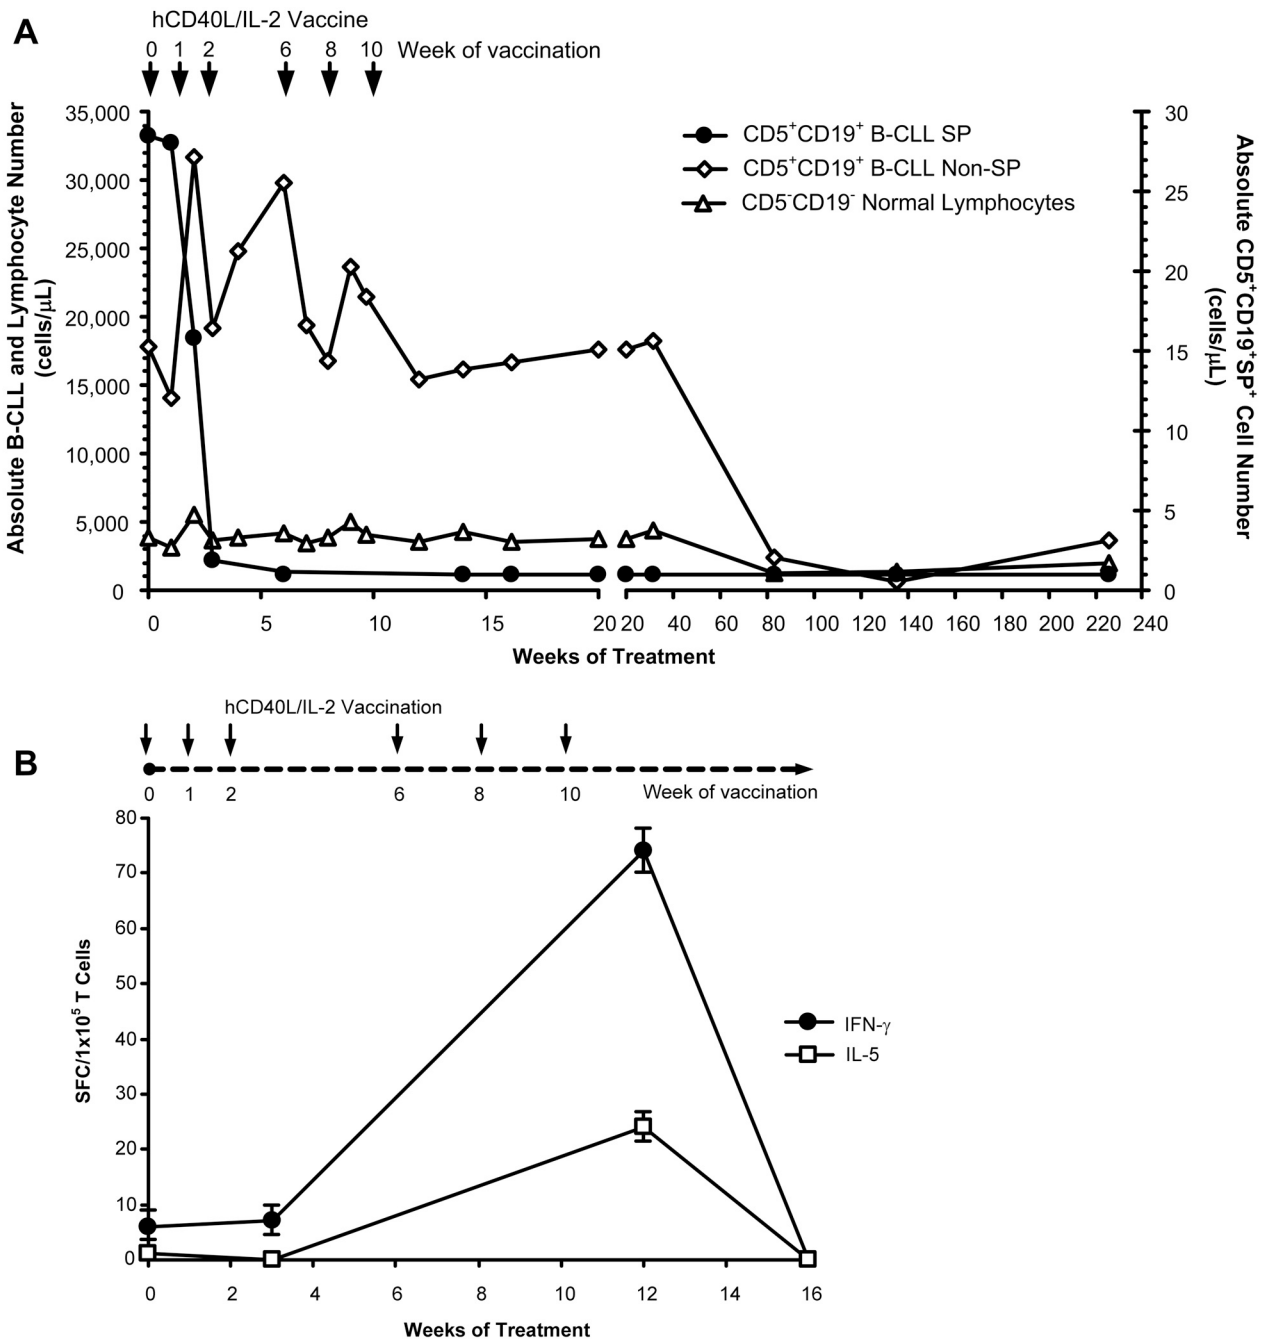 A
hCD40L/IL-2 Vaccine
0 1 2 6 8 10 Week of vaccination
Absolute B-CLL and Lymphocyte Number
(cells/μL)
35,000
30,000
25,000
20,000
15,000
10,000
5,000
0
CD5⁺CD19⁺ B-CLL SP
CD5⁺CD19⁺ B-CLL Non-SP
CD5⁻CD19⁻ Normal Lymphocytes
30
25
20
15
10
5
0
Absolute CD5⁺CD19⁺SP⁺ Cell Number
(cells/μL)
0 5 10 15 20 20 40 60 80 100 120 140 160 180 200 220 240
Weeks of Treatment
hCD40L/IL-2 Vaccination
B
0 1 2 6 8 10 Week of vaccination
SFC/1x10⁵ T Cells
80
70
60
50
40
30
20
10
0
IFN-γ
IL-5
0 2 4 6 8 10 12 14 16
Weeks of Treatment